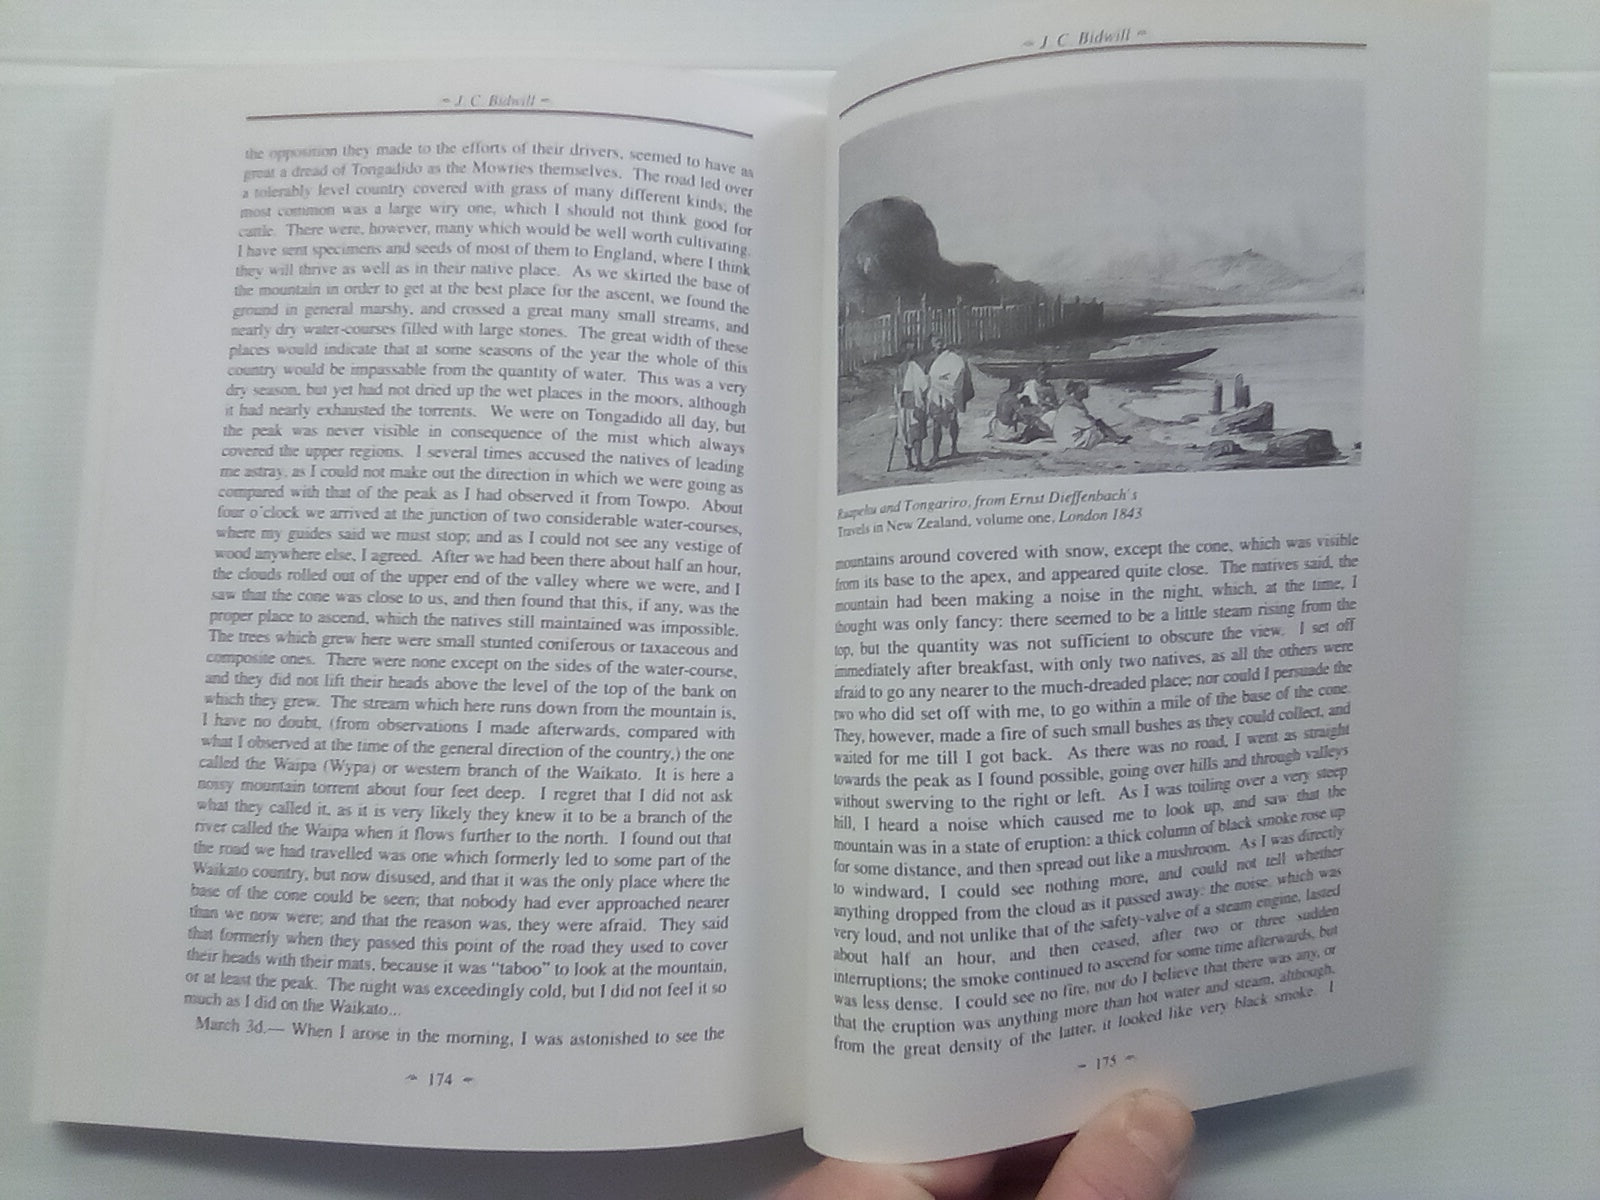 ~ J. C. Bidwill ~
the opposition they made to the efforts of their drivers, seemed to have as
great a dread of Tongadido as the Mowries themselves. The road led over
a tolerably level country covered with grass of many different kinds; the
most common was a large wiry one, which I should not think good for
cattle. There were, however, many which would be well worth cultivating.
I have sent specimens and seeds of most of them to England, where I think
they will thrive as well as in their native place. As we skirted the base of
the mountain in order to get at the best place for the ascent, we found the
ground in general marshy, and crossed a great many small streams, and
nearly dry water-courses filled with large stones. The great width of these
places would indicate that at some seasons of the year the whole of this
country would be impassable from the quantity of water. This was a very
dry season, but yet had not dried up the wet places in the moors, although
it had nearly exhausted the torrents. We were on Tongadido all day, but
the peak was never visible in consequence of the mist which always
covered the upper regions. I several times accused the natives of leading
me astray, as I could not make out the direction in which we were going as
compared with that of the peak as I had observed it from Towpo. About
four o'clock we arrived at the junction of two considerable water-courses,
where my guides said we must stop; and as I could not see any vestige of
wood anywhere else, I agreed. After we had been there about half an hour,
the clouds rolled out of the upper end of the valley where we were, and I
saw that the cone was close to us, and then found that this, if any, was the
proper place to ascend, which the natives still maintained was impossible.
The trees which grew here were small stunted coniferous or taxaceous and
composite ones. There were none except on the sides of the water-course,
and they did not lift their heads above the level of the top of the bank on
which they grew. The stream which here runs down from the mountain is,
I have no doubt, (from observations I made afterwards, compared with
what I observed at the time of the general direction of the country,) the one
called the Waipa (Wypa) or western branch of the Waikato. It is here a
noisy mountain torrent about four feet deep. I regret that I did not ask
what they called it, as it is very likely they knew it to be a branch of the
river called the Waipa when it flows further to the north. I found out that
the road we had travelled was one which formerly led to some part of the
Waikato country, but now disused, and that it was the only place where the
base of the cone could be seen; that nobody had ever approached nearer
than we now were; and that the reason was, they were afraid. They said
that formerly when they passed this point of the road they used to cover
their heads with their mats, because it was “taboo” to look at the mountain,
or at least the peak. The night was exceedingly cold, but I did not feel it so
much as I did on the Waikato...
March 3d.— When I arose in the morning, I was astonished to see the
~ 174 ~
~ J. C. Bidwill ~
Ruapehu and Tongariro, from Ernst Dieffenbach's
Travels in New Zealand, volume one, London 1843
mountains around covered with snow, except the cone, which was visible
from its base to the apex, and appeared quite close. The natives said, the
mountain had been making a noise in the night, which, at the time, I
thought was only fancy: there seemed to be a little steam rising from the
top, but the quantity was not sufficient to obscure the view. I set off
immediately after breakfast, with only two natives, as all the others were
afraid to go any nearer to the much-dreaded place; nor could I persuade the
two who did set off with me, to go within a mile of the base of the cone.
They, however, made a fire of such small bushes as they could collect, and
waited for me till I got back. As there was no road, I went as straight
towards the peak as I found possible, going over hills and through valleys
without swerving to the right or left. As I was toiling over a very steep
hill, I heard a noise which caused me to look up, and saw that the
mountain was in a state of eruption: a thick column of black smoke rose up
for some distance, and then spread out like a mushroom. As I was directly
to windward, I could see nothing more, and could not tell whether
anything dropped from the cloud as it passed away: the noise, which was
very loud, and not unlike that of the safety-valve of a steam engine, lasted
about half an hour, and then ceased, after two or three sudden
interruptions; the smoke continued to ascend for some time afterwards, but
was less dense. I could see no fire, nor do I believe that there was any, or
that the eruption was anything more than hot water and steam, although,
from the great density of the latter, it looked like very black smoke. I
~ 175 ~